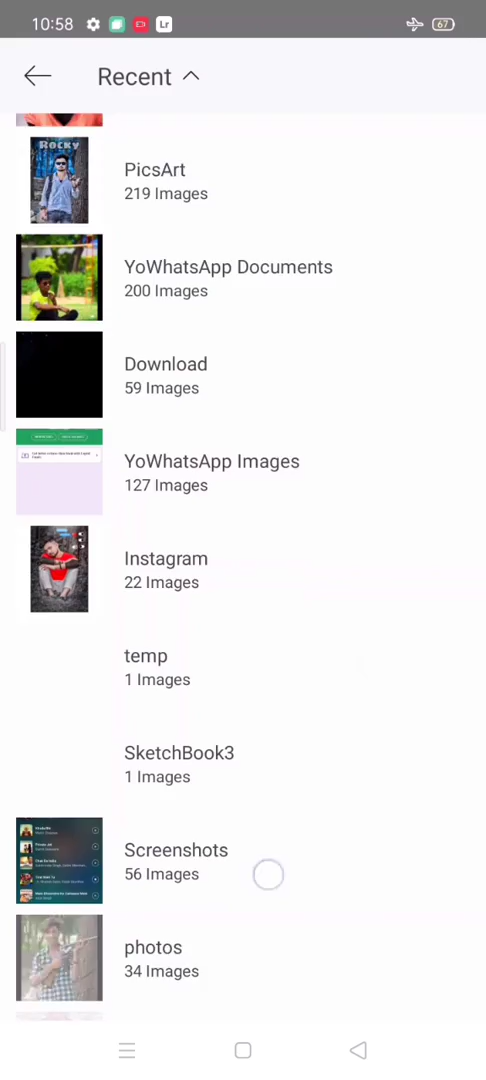 10:58
Lr
67
Recent
Rocky
PicsArt
219 Images
YoWhatsApp Documents
200 Images
Download
59 Images
YoWhatsApp Images
127 Images
Instagram
22 Images
temp
1 Images
SketchBook3
1 Images
Screenshots
56 Images
photos
34 Images